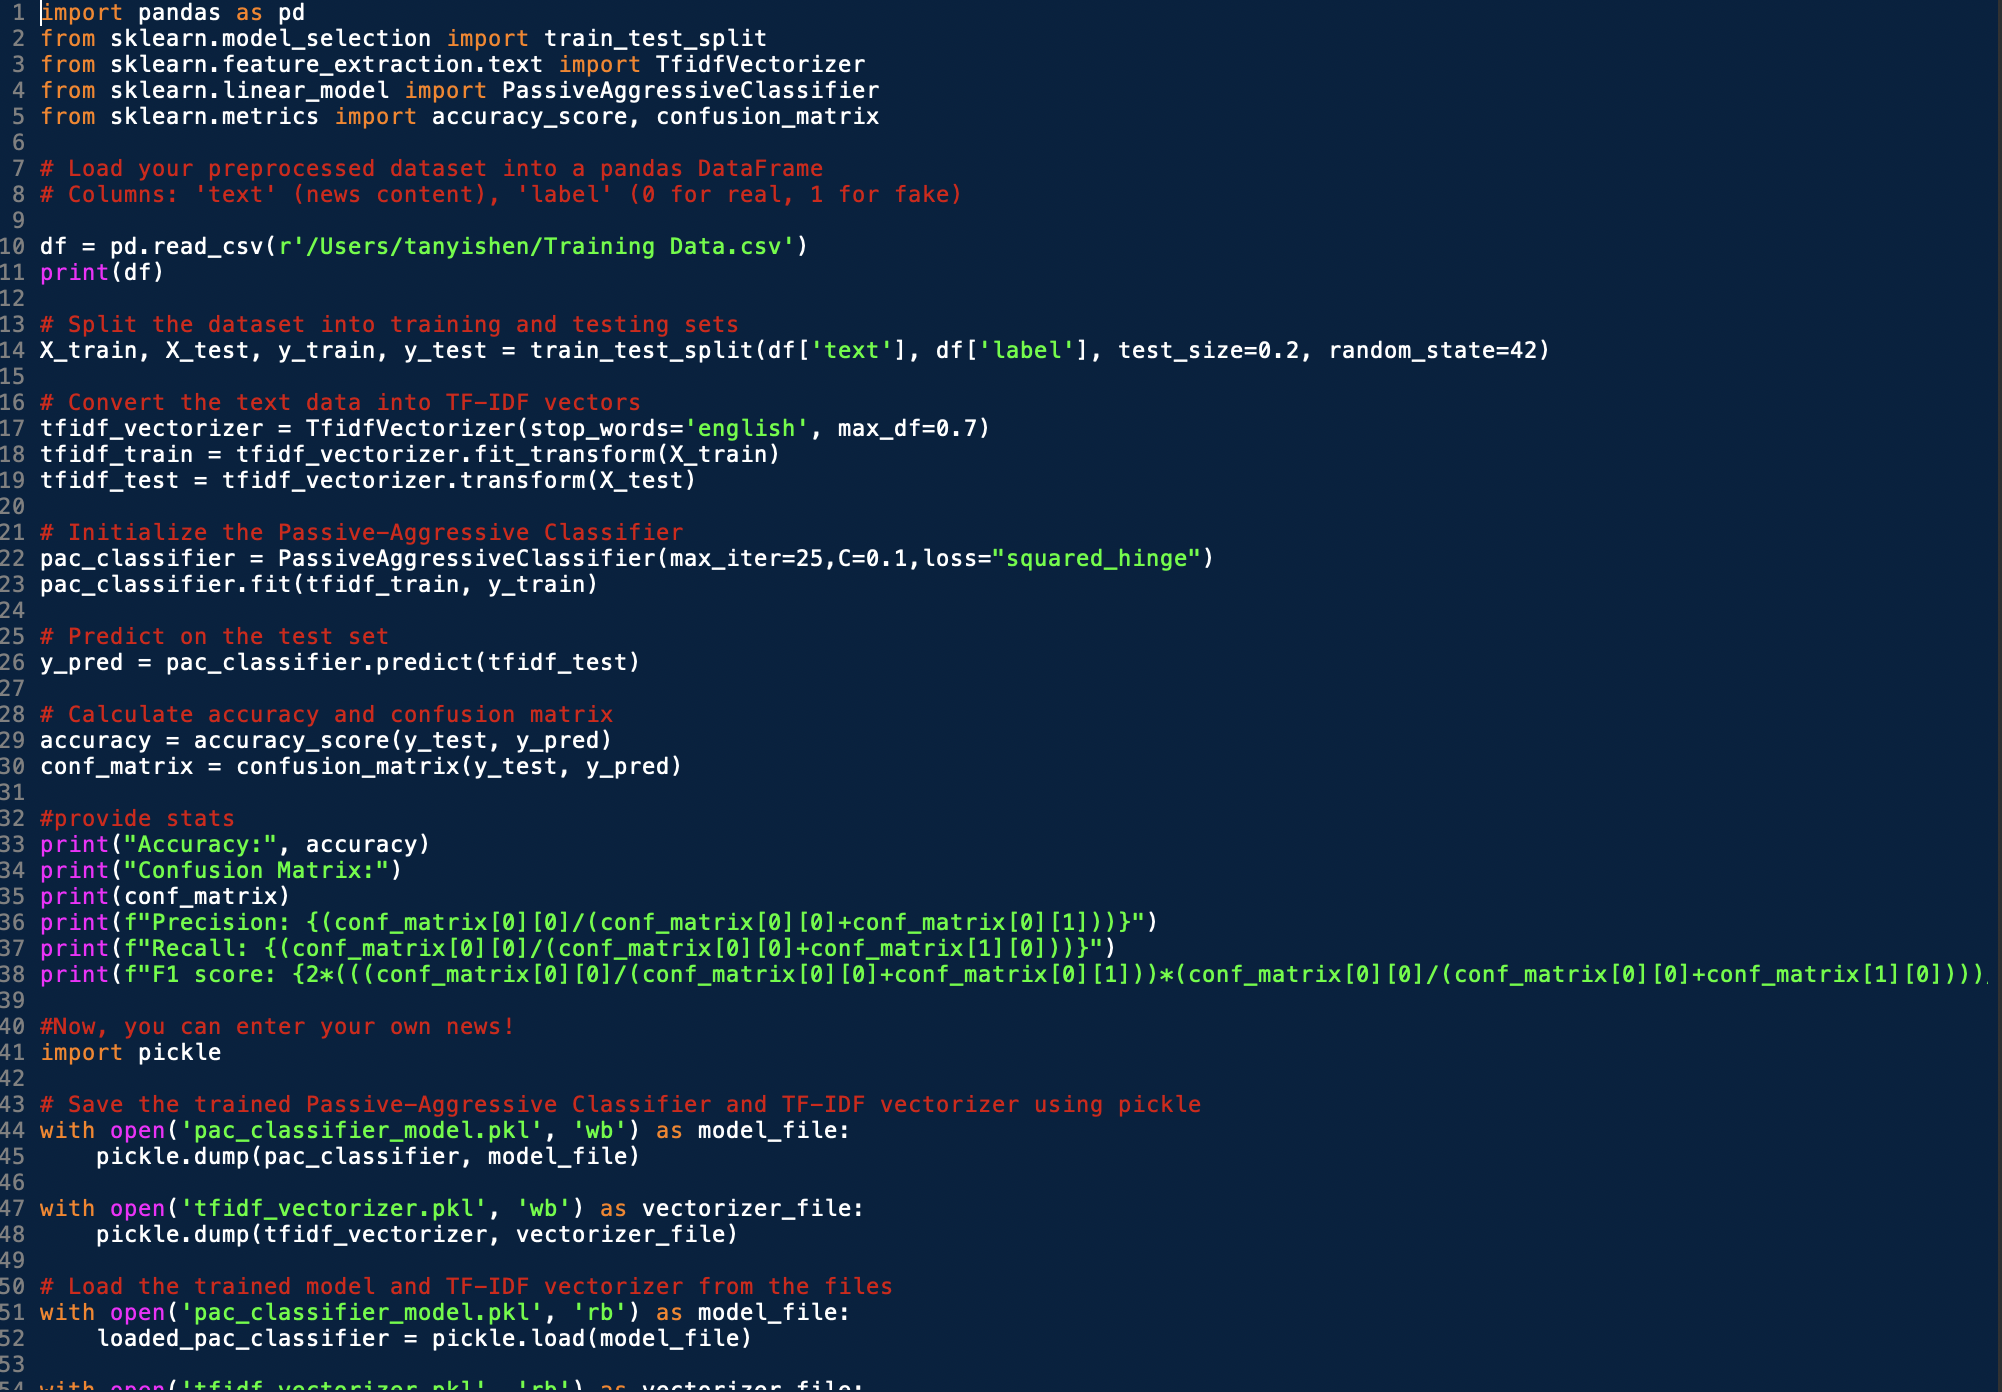 1 import pandas as pd
2 from sklearn.model_selection import train_test_split
3 from sklearn.feature_extraction.text import TfidfVectorizer
4 from sklearn.linear_model import PassiveAggressiveClassifier
5 from sklearn.metrics import accuracy_score, confusion_matrix
6
7 # Load your preprocessed dataset into a pandas DataFrame
8 # Columns: 'text' (news content), 'label' (0 for real, 1 for fake)
9
10 df = pd.read_csv(r'/Users/tanyishen/Training Data.csv')
11 print(df)
12
13 # Split the dataset into training and testing sets
14 X_train, X_test, y_train, y_test = train_test_split(df['text'], df['label'], test_size=0.2, random_state=42)
15
16 # Convert the text data into TF-IDF vectors
17 tfidf_vectorizer = TfidfVectorizer(stop_words='english', max_df=0.7)
18 tfidf_train = tfidf_vectorizer.fit_transform(X_train)
19 tfidf_test = tfidf_vectorizer.transform(X_test)
20
21 # Initialize the Passive-Aggressive Classifier
22 pac_classifier = PassiveAggressiveClassifier(max_iter=25,C=0.1,loss="squared_hinge")
23 pac_classifier.fit(tfidf_train, y_train)
24
25 # Predict on the test set
26 y_pred = pac_classifier.predict(tfidf_test)
27
28 # Calculate accuracy and confusion matrix
29 accuracy = accuracy_score(y_test, y_pred)
30 conf_matrix = confusion_matrix(y_test, y_pred)
31
32 #provide stats
33 print("Accuracy:", accuracy)
34 print("Confusion Matrix:")
35 print(conf_matrix)
36 print(f"Precision: {(conf_matrix[0][0]/(conf_matrix[0][0]+conf_matrix[0][1]))}")
37 print(f"Recall: {(conf_matrix[0][0]/(conf_matrix[0][0]+conf_matrix[1][0]))}")
38 print(f"F1 score: {2*(((conf_matrix[0][0]/(conf_matrix[0][0]+conf_matrix[0][1]))*(conf_matrix[0][0]/(conf_matrix[0][0]+conf_matrix[1][0])))
39
40 #Now, you can enter your own news!
41 import pickle
42
43 # Save the trained Passive-Aggressive Classifier and TF-IDF vectorizer using pickle
44 with open('pac_classifier_model.pkl', 'wb') as model_file:
45     pickle.dump(pac_classifier, model_file)
46
47 with open('tfidf_vectorizer.pkl', 'wb') as vectorizer_file:
48     pickle.dump(tfidf_vectorizer, vectorizer_file)
49
50 # Load the trained model and TF-IDF vectorizer from the files
51 with open('pac_classifier_model.pkl', 'rb') as model_file:
52     loaded_pac_classifier = pickle.load(model_file)
53
54 with open('tfidf_vectorizer.pkl', 'rb') as vectorizer_file: